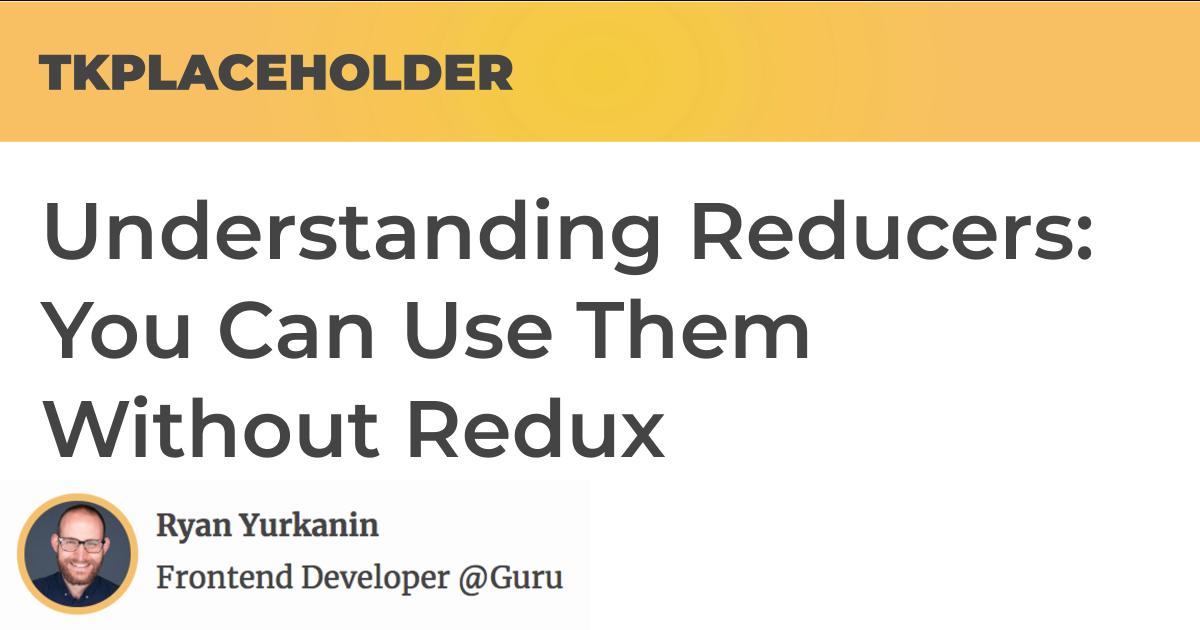 TKPLACEHOLDER
Understanding Reducers:
You Can Use Them
Without Redux
Ryan Yurkanin
Frontend Developer @Guru